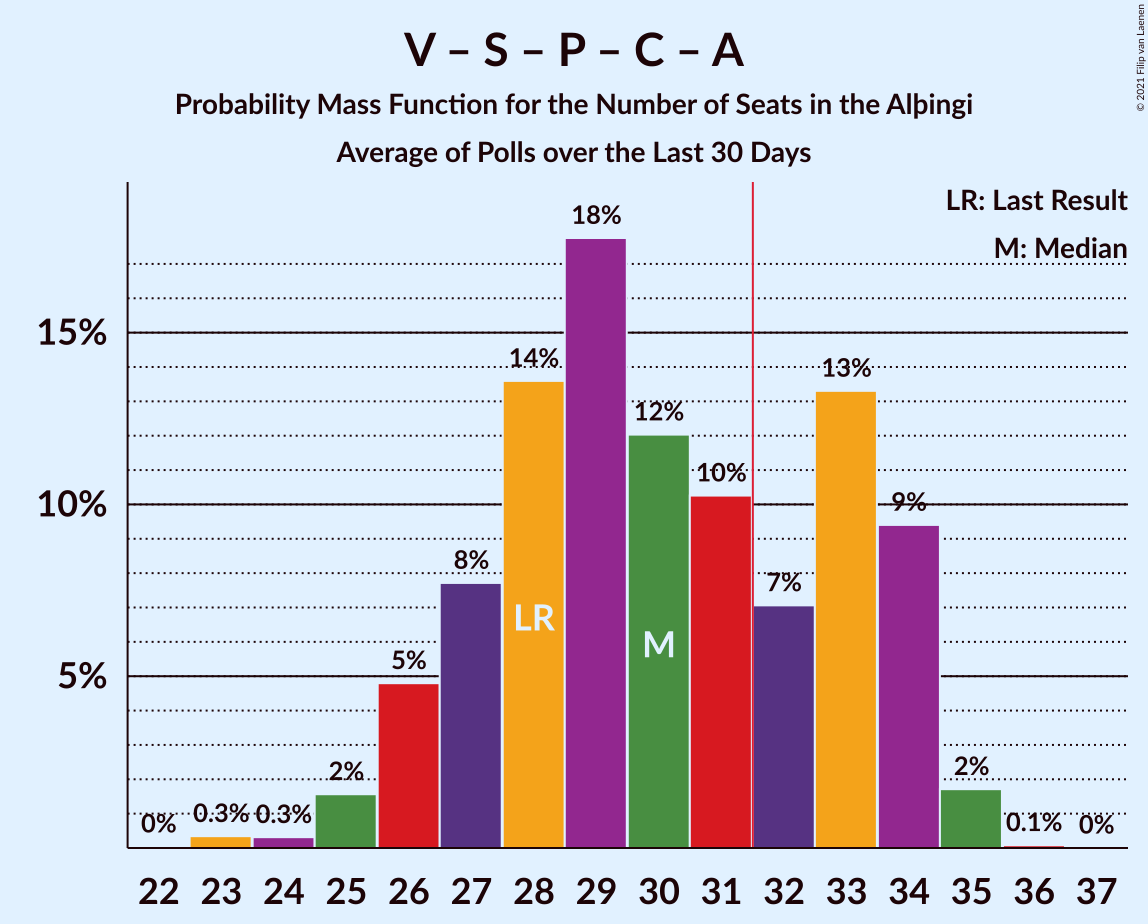 V – S – P – C – A
Probability Mass Function for the Number of Seats in the Alþingi
Average of Polls over the Last 30 Days
© 2021 Filip van Laenen
LR: Last Result
M: Median
15%
10%
5%
0%
0.3%
0.3%
2%
5%
8%
14%
18%
12%
10%
7%
13%
9%
2%
0.1%
0%
LR
M
22 23 24 25 26 27 28 29 30 31 32 33 34 35 36 37